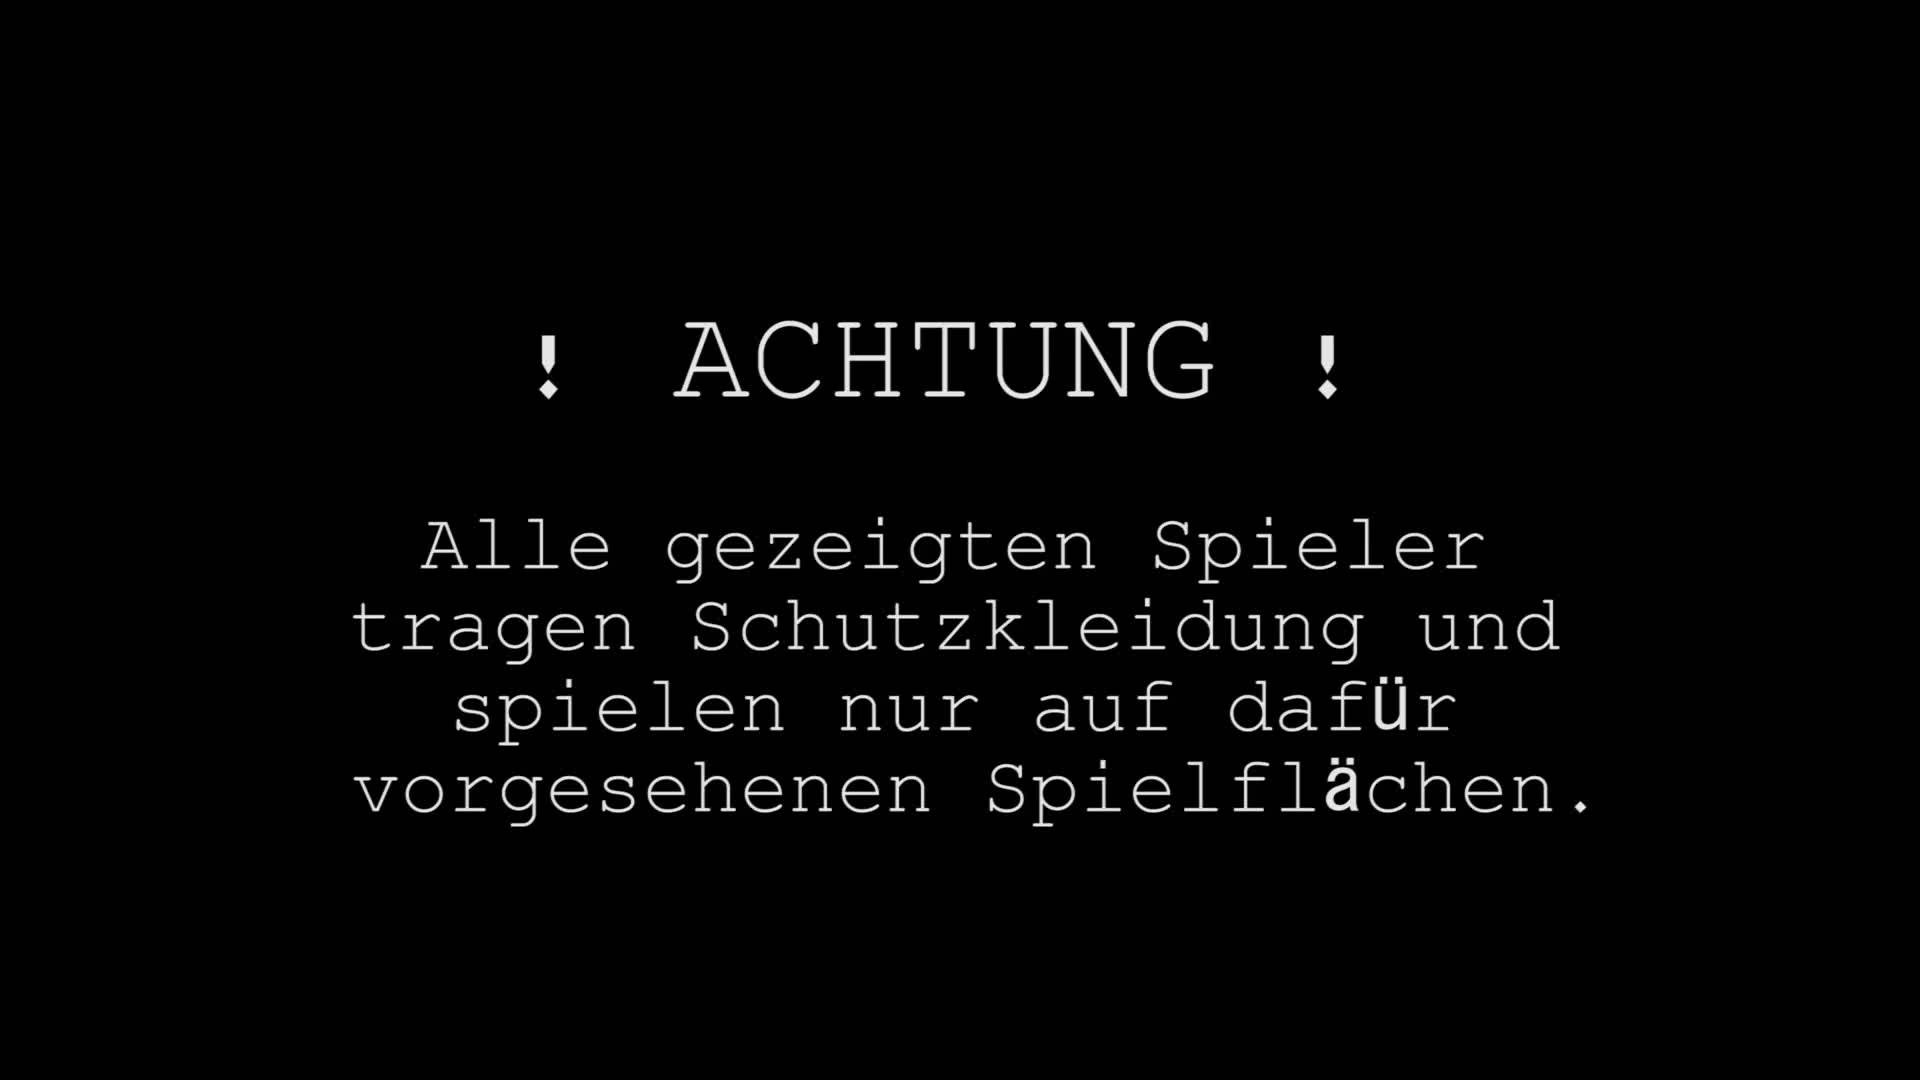 ! ACHTUNG !
Alle gezeigten Spieler
tragen Schutzkleidung und
spielen nur auf dafür
vorgesehenen Spielflächen.